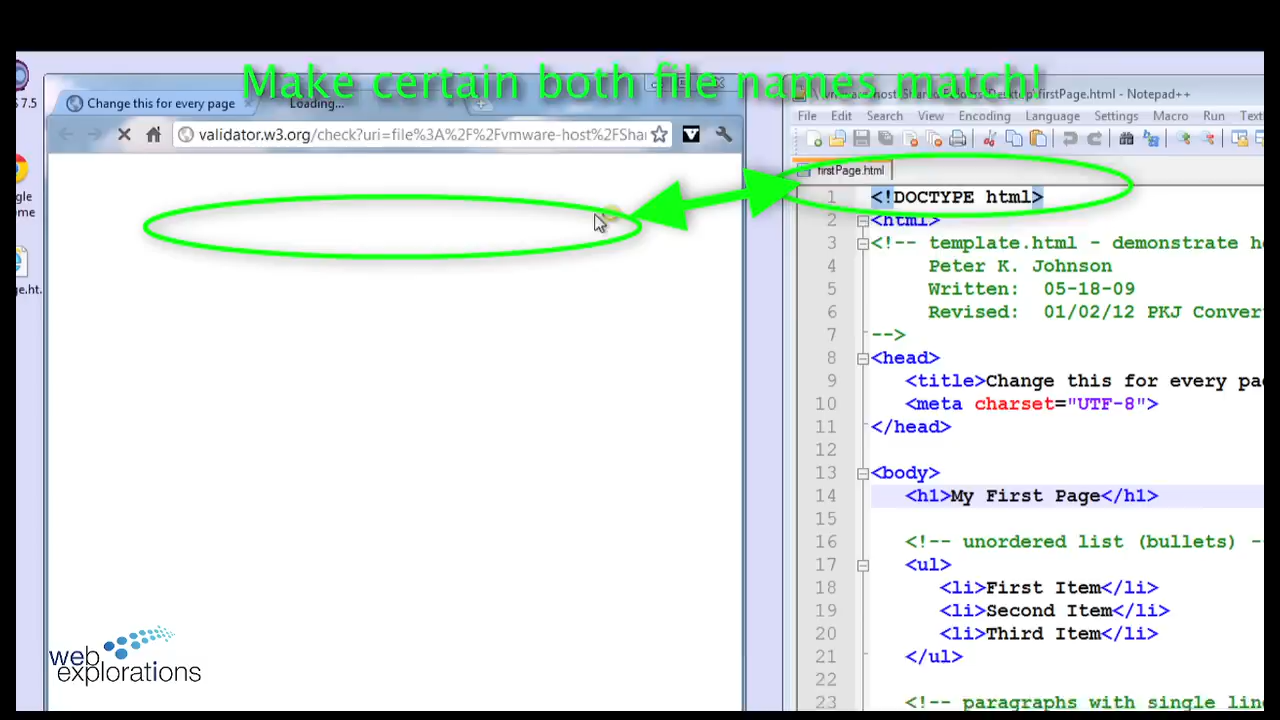 Make certain both file names match!
7.5
Change this for every page
Loading...
validator.w3.org/check?uri=file%3A%2F%2Fvmware-host%2FShar
firstPage.html - Notepad++
File Edit Search View Encoding Language Settings Macro Run Text
firstPage.html
1 <!DOCTYPE html>
2 <html>
3 <!-- template.html - demonstrate
4 Peter K. Johnson
5 Written: 05-18-09
6 Revised: 01/02/12 PKJ Conver
7 -->
8 <head>
9 <title>Change this for every pa
10 <meta charset="UTF-8">
11 </head>
12
13 <body>
14 <h1>My First Page</h1>
15
16 <!-- unordered list (bullets) -
17 <ul>
18 <li>First Item</li>
19 <li>Second Item</li>
20 <li>Third Item</li>
21 </ul>
22
23 <!-- paragraphs with single lin
web
explorations